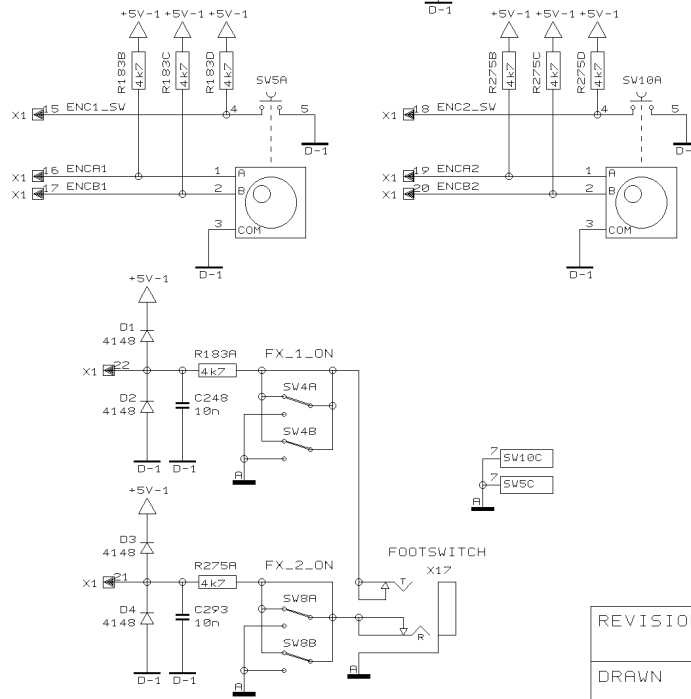 D-1
+5V-1 +5V-1 +5V-1
R183B 4k7 R183C 4k7 R183D 4k7
SW5A
X1 15 ENC1_SW 4 5
D-1
X1 16 ENCA1 1 A
X1 17 ENCB1 2 B
3 COM
D-1
+5V-1 +5V-1 +5V-1
R275B 4k7 R275C 4k7 R275D 4k7
SW10A
X1 18 ENC2_SW 4 5
D-1
X1 19 ENCA2 1 A
X1 20 ENCB2 2 B
3 COM
D-1
+5V-1
D1
4148
R183A FX_1_ON
X1 22 4k7
D2
4148
C248
10n
SW4A
SW4B
D-1 D-1
A
7 SW10C
7 SW5C
A
+5V-1
D3
4148
R275A FX_2_ON
X1 21 4k7
D4
4148
C293
10n
SW8A
SW8B
D-1 D-1
A
FOOTSWITCH
X17
T
R
A
REVISIO
DRAWN